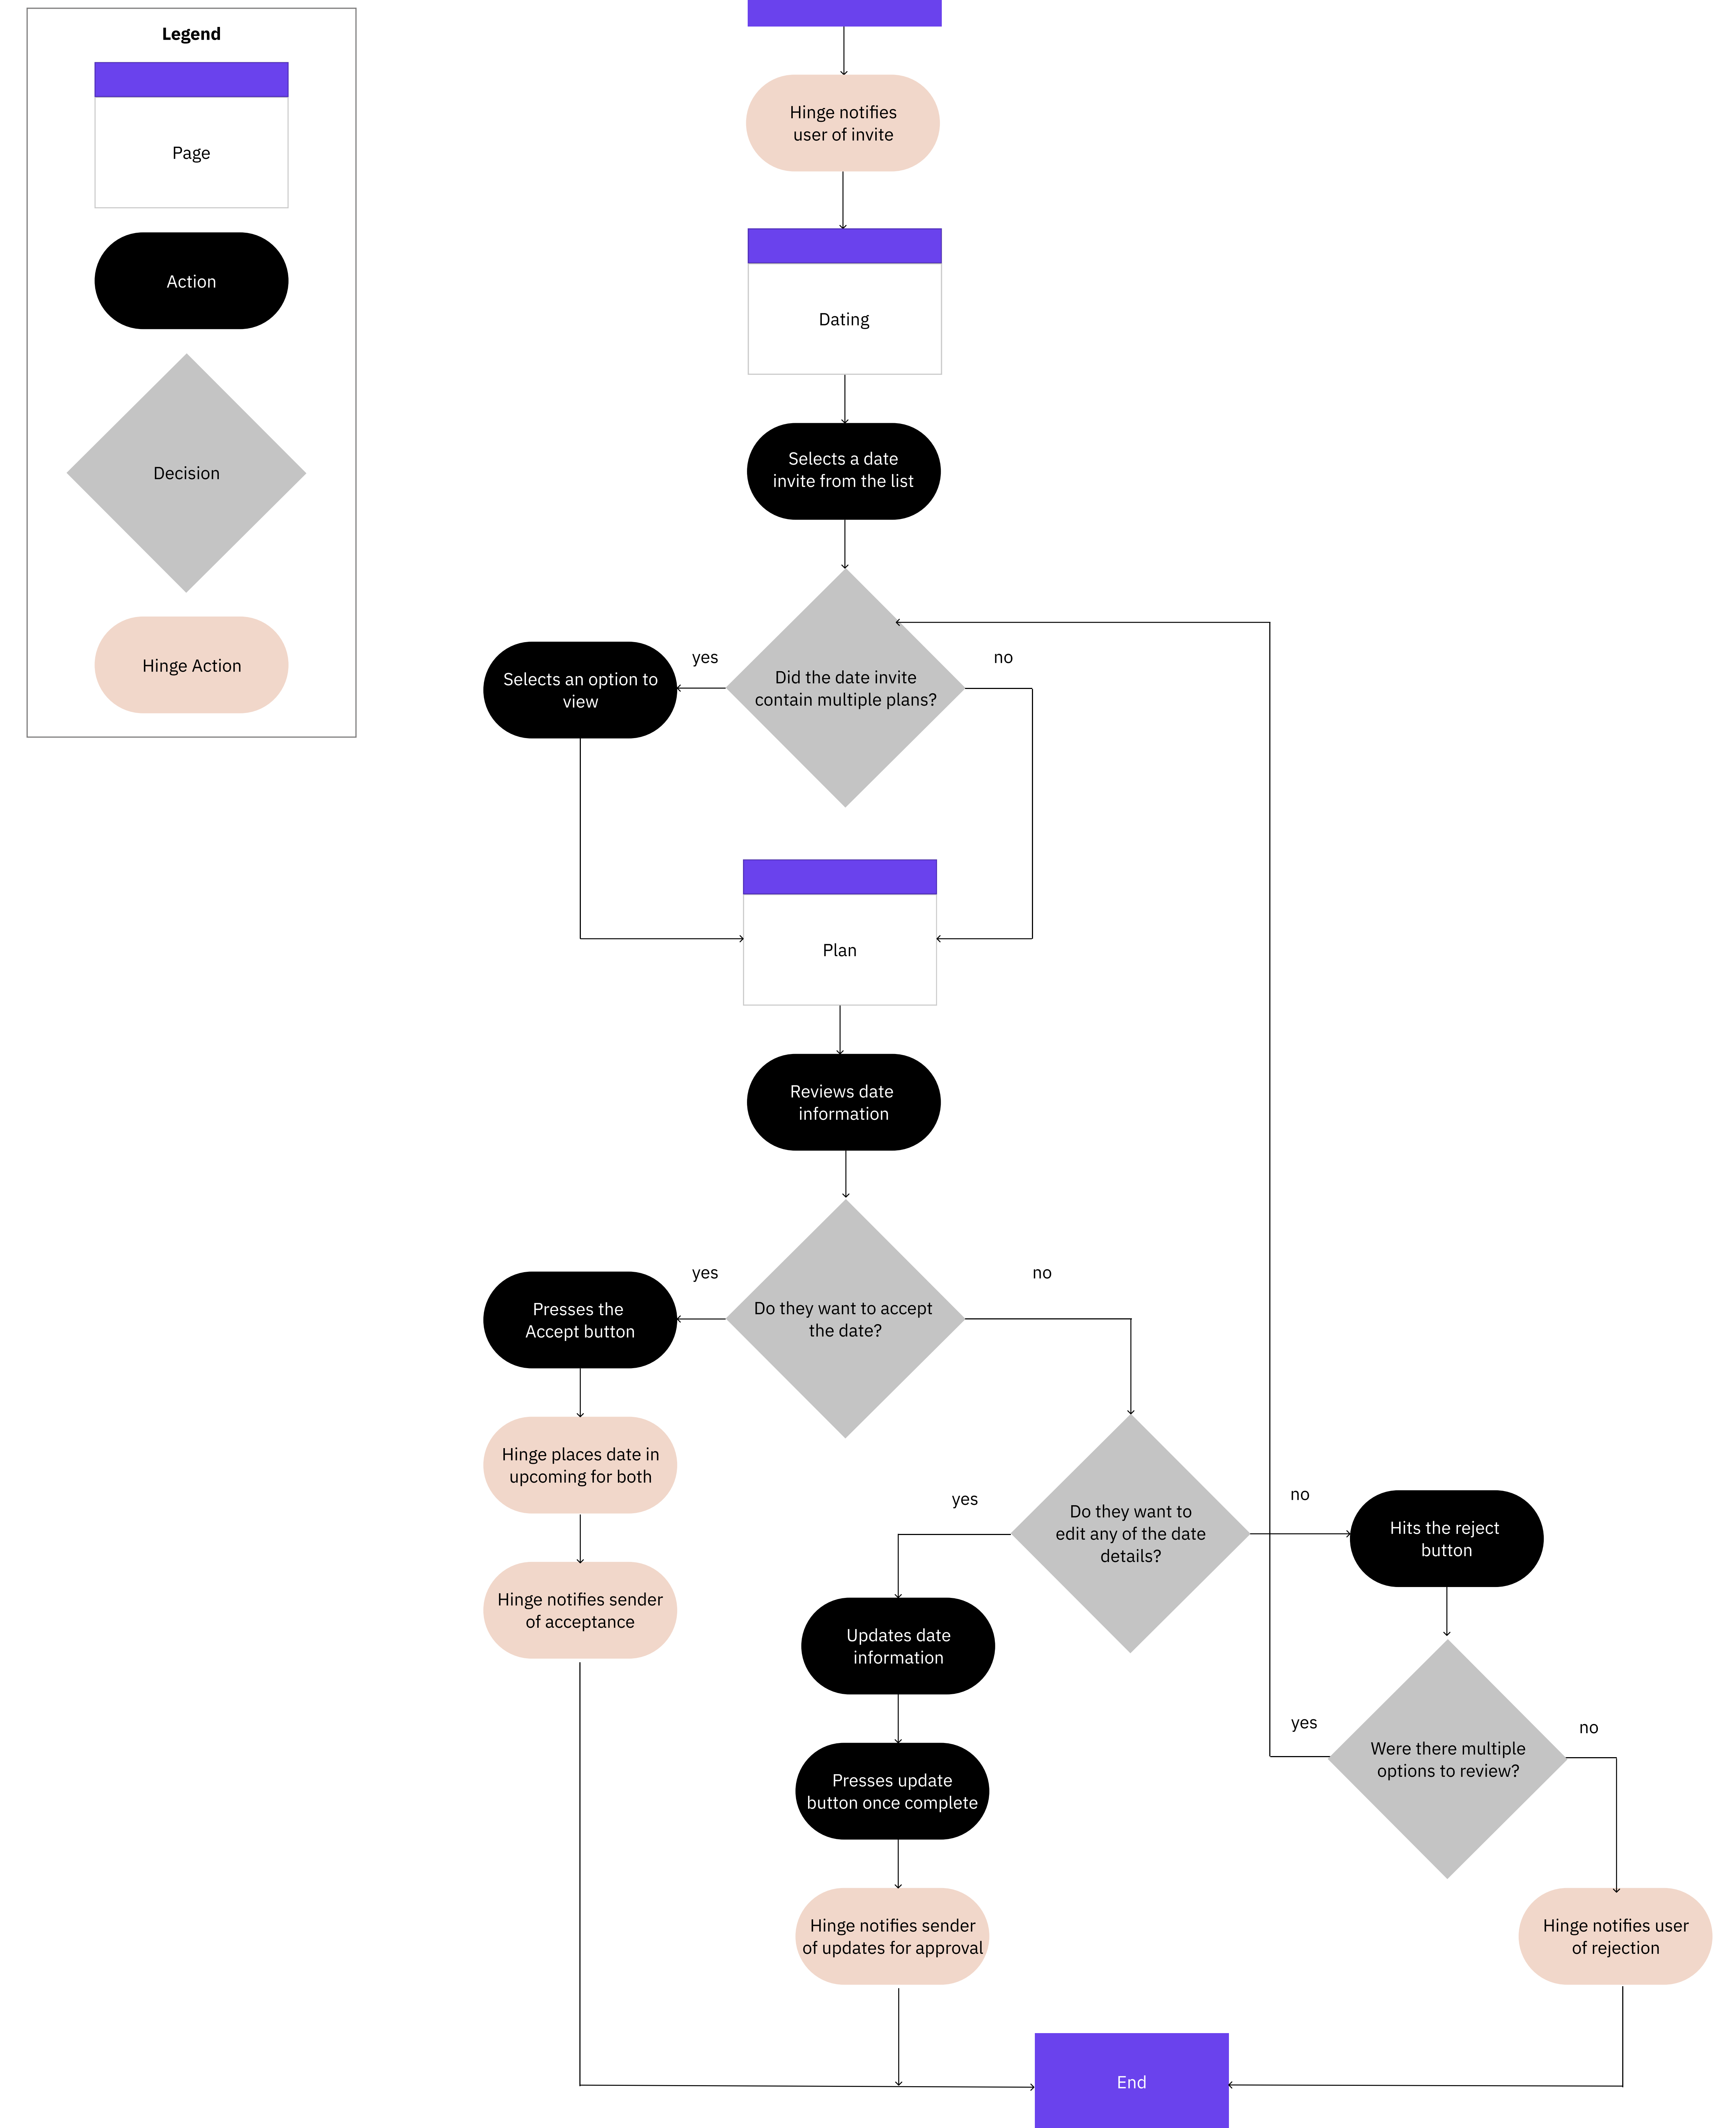 Legend
Page
Action
Decision
Hinge Action
Hinge notifies
user of invite
Dating
Selects a date
invite from the list
Did the date invite
contain multiple plans?
yes
no
Selects an option to
view
Plan
Reviews date
information
Do they want to accept
the date?
yes
no
Presses the
Accept button
Hinge places date in
upcoming for both
Hinge notifies sender
of acceptance
Do they want to
edit any of the date
details?
yes
no
Updates date
information
Presses update
button once complete
Hinge notifies sender
of updates for approval
Hits the reject
button
Were there multiple
options to review?
yes
no
Hinge notifies user
of rejection
End